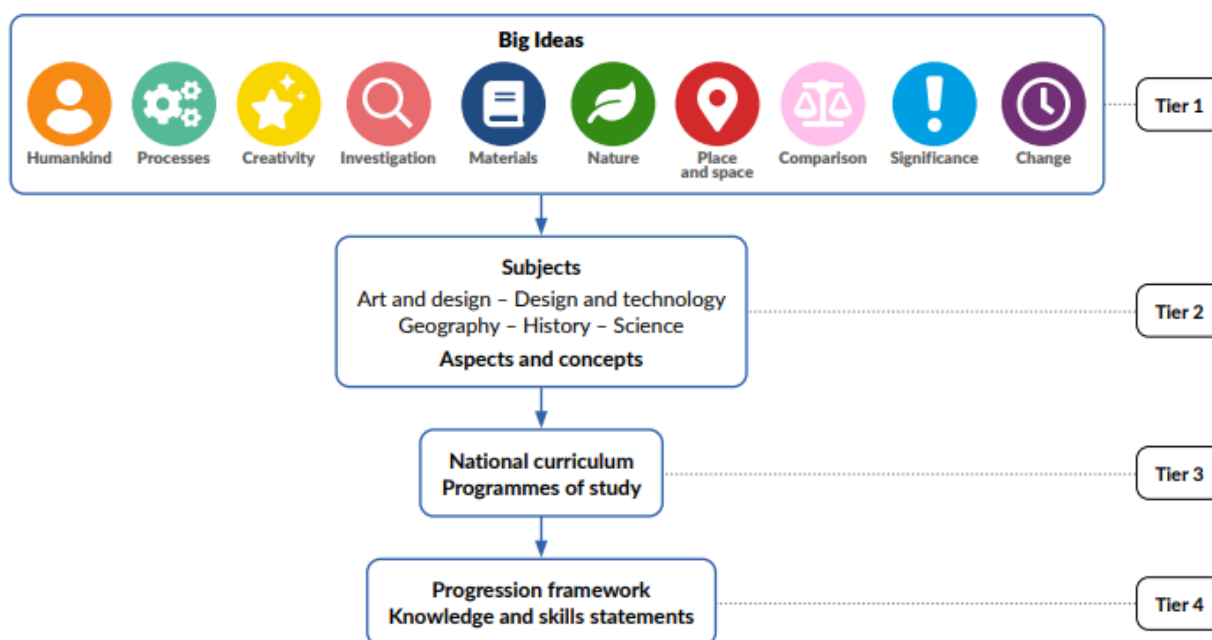 Big Ideas
Humankind
Processes
Creativity
Investigation
Materials
Nature
Place
and space
Comparison
Significance
Change
Tier 1
Subjects
Art and design – Design and technology
Geography – History – Science
Aspects and concepts
Tier 2
National curriculum
Programmes of study
Tier 3
Progression framework
Knowledge and skills statements
Tier 4